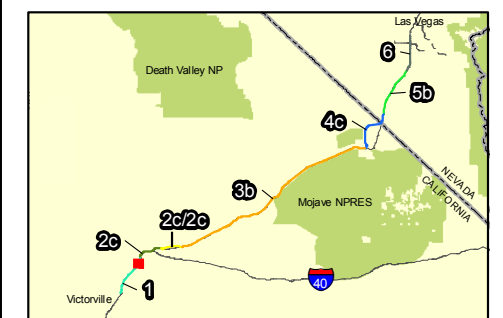 Las Vegas
6
Death Valley NP
5b
4c
NEVADA
CALIFORNIA
3b
Mojave NPRES
2c/2c
2c
40
1
Victorville